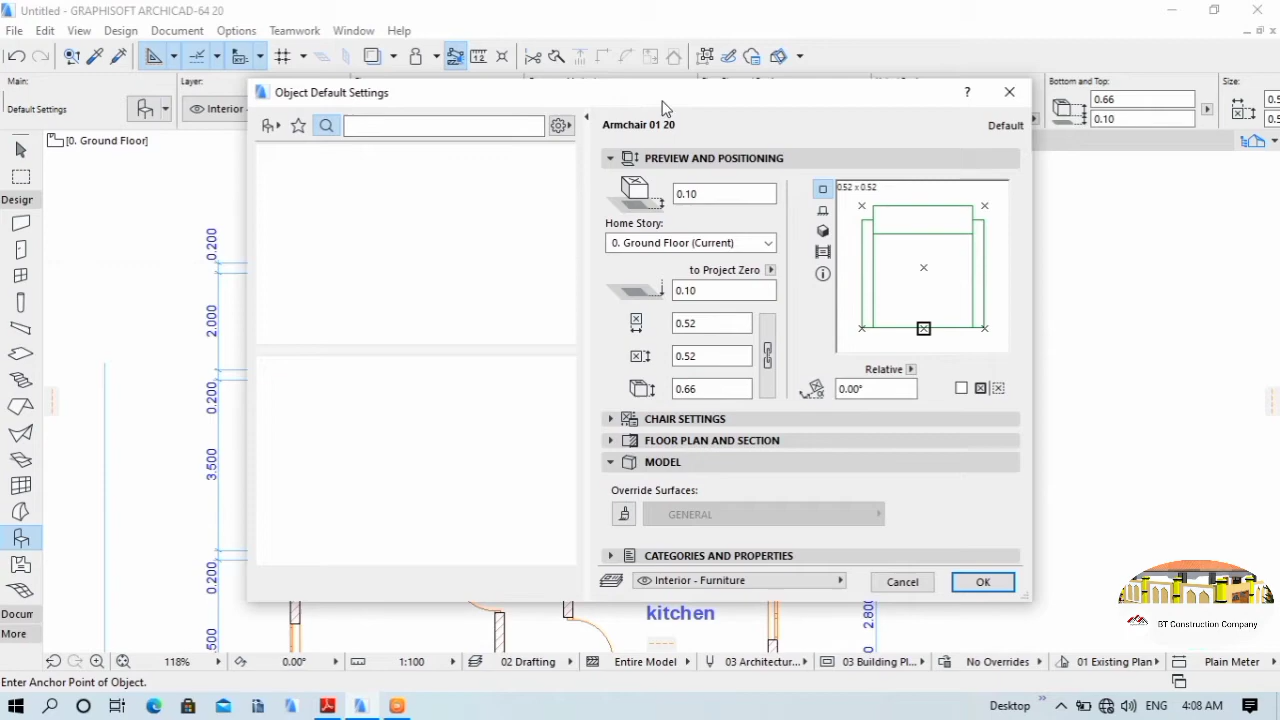 Untitled - GRAPHISOFT ARCHICAD-64 20
File Edit View Design Document Options Teamwork Window Help
Main:
Layer:
Bottom and Top:
Size:
Default Settings
Interior
0.66
0.10
[0. Ground Floor]
Object Default Settings
?
Armchair 01 20
Default
PREVIEW AND POSITIONING
0.10
0.52 x 0.52
Home Story:
0. Ground Floor (Current)
to Project Zero
0.10
0.52
0.52
0.66
Relative
0.00°
CHAIR SETTINGS
FLOOR PLAN AND SECTION
MODEL
Override Surfaces:
GENERAL
CATEGORIES AND PROPERTIES
Interior - Furniture
Cancel
OK
Design
Docur
More
0.200
2.000
0.200
3.500
0.200
kitchen
2.800
BT Construction Company
118%
0.00°
1:100
02 Drafting
Entire Model
03 Architectur...
03 Building Pl...
No Overrides
01 Existing Plan
Plain Meter
Enter Anchor Point of Object.
Desktop
ENG
4:08 AM